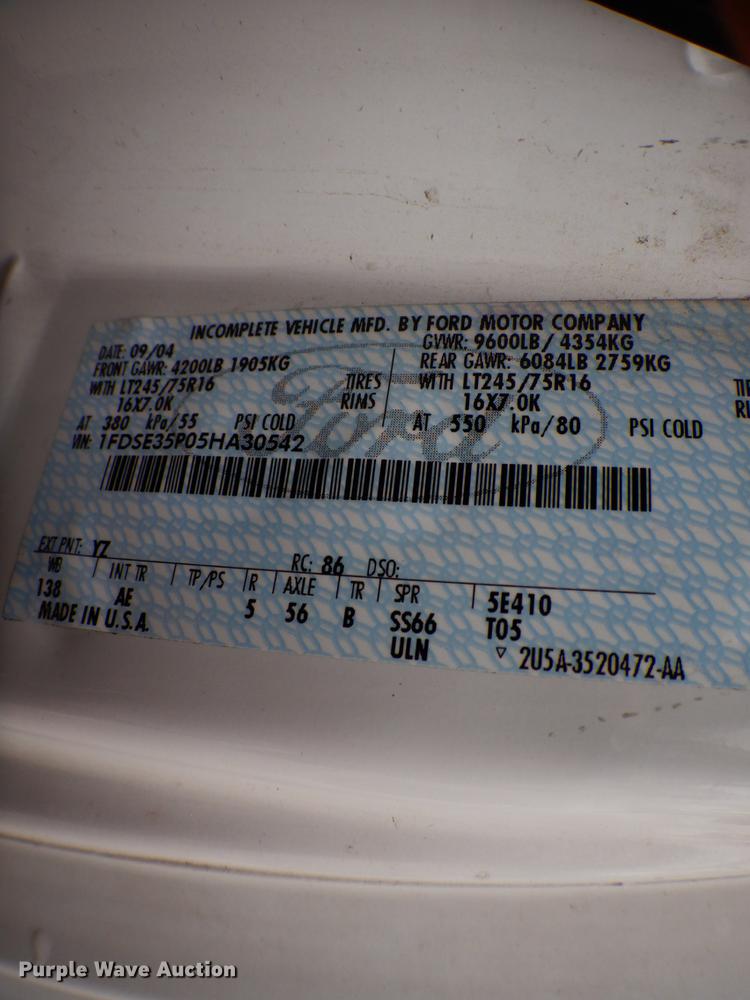 INCOMPLETE VEHICLE MFD. BY FORD MOTOR COMPANY
DATE: 09/04 GVWR: 9600LB/ 4354KG
FRONT GAWR: 4200LB 1905KG REAR GAWR: 6084LB 2759KG
WITH LT245/75R16 TIRES WITH LT245/75R16 TI
16X7.0K RIMS 16X7.0K RI
AT 380 kPa/55 PSI COLD AT 550 kPa/80 PSI COLD
VIN: 1FDSE35P05HA30542
Ford
EXT PNT: YZ RC: 86 DSO:
WB INT TR TP/PS R AXLE TR SPR 5E410
138 AE 5 56 B SS66 T05
MADE IN U.S.A. ULN ▽ 2U5A-3520472-AA
Purple Wave Auction